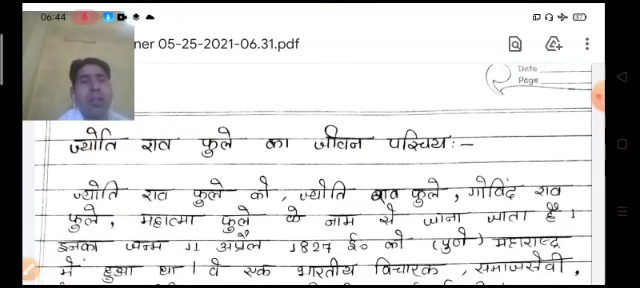 06:44
37
ner 05-25-2021-06.31.pdf
Date
Page
ज्योति राव फुले का जीवन परिचय :-
ज्योति राव फुले को, ज्योति बाव फुले, गोविंद राव
फुले, महात्मा फुले के नाम से जाना जाता है।
इनका जन्म 11 अप्रैल 1827 ई० को (पुणे) महाराष्ट्र
में हुआ था। वे एक भारतीय विचारक, समाजसेवी,